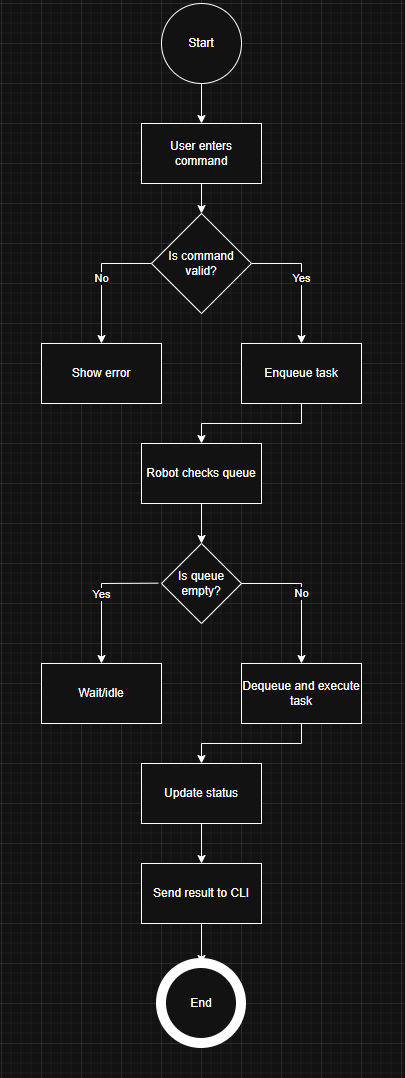 Start
User enters
command
Is command
valid?
No
Yes
Show error
Enqueue task
Robot checks queue
Is queue
empty?
Yes
No
Wait/idle
Dequeue and execute
task
Update status
Send result to CLI
End